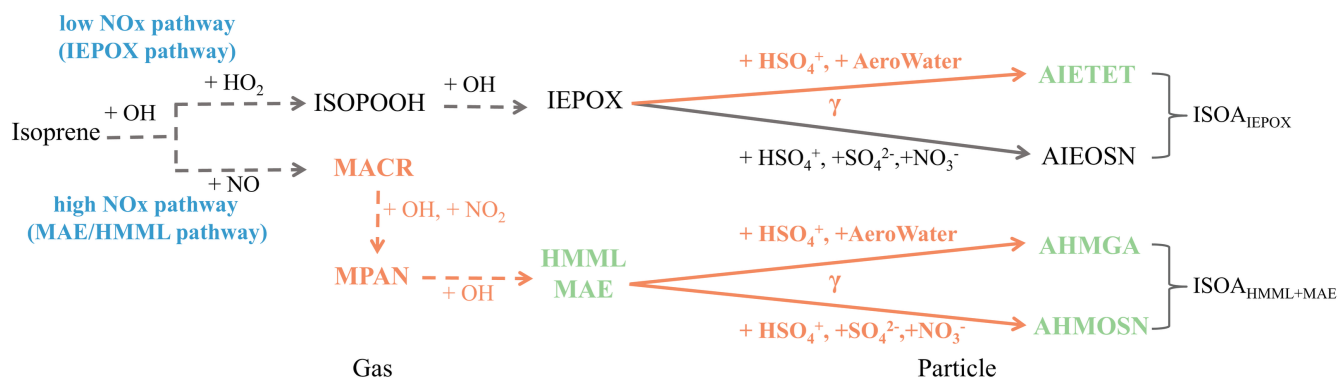 low NOx pathway
(IEPOX pathway)
+ HSO₄⁺, + AeroWater
AIETET
+ HO₂
+ OH
+ OH
ISOPOOH
IEPOX
γ
ISOA_IEPOX
Isoprene
+ HSO₄⁺, +SO₄²⁻,+NO₃⁻
AIEOSN
+ NO
MACR
high NOx pathway
(MAE/HMML pathway)
+ OH, + NO₂
+ HSO₄⁺, +AeroWater
AHMGA
HMML
MAE
MPAN
+ OH
γ
ISOA_HMML+MAE
+ HSO₄⁺, +SO₄²⁻,+NO₃⁻
AHMOSN
Gas
Particle